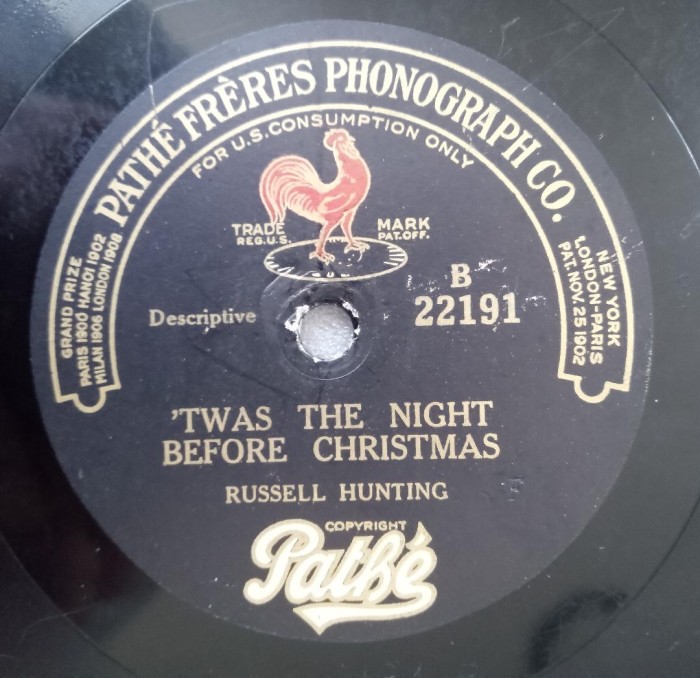 PATHÉ FRÈRES PHONOGRAPH CO.
FOR U.S. CONSUMPTION ONLY
GRAND PRIZE
PARIS 1900 HANOI 1902
MILAN 1906 LONDON 1908
NEW YORK
LONDON-PARIS
PAT. NOV. 25 1902
TRADE MARK
REG. U.S. PAT. OFF.
B
Descriptive 22191
'TWAS THE NIGHT
BEFORE CHRISTMAS
RUSSELL HUNTING
COPYRIGHT
Pathé